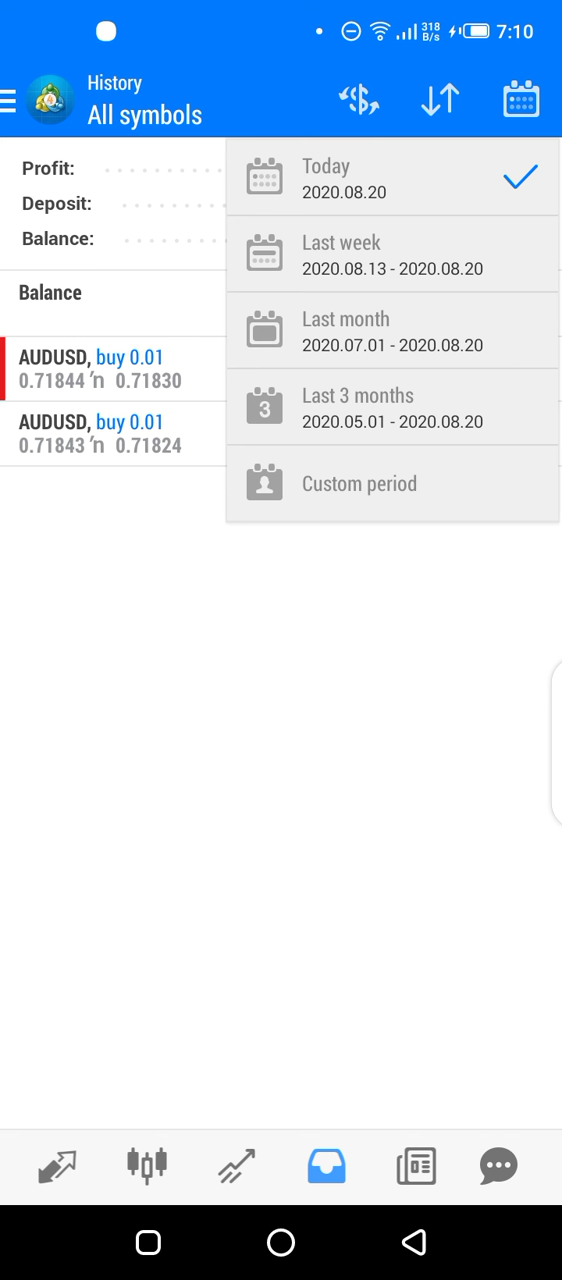 318
B/s
7:10
History
All symbols
Profit:
Deposit:
Balance:
Today
2020.08.20
Last week
2020.08.13 - 2020.08.20
Last month
2020.07.01 - 2020.08.20
Last 3 months
2020.05.01 - 2020.08.20
3
Custom period
Balance
AUDUSD, buy 0.01
0.71844 'n 0.71830
AUDUSD, buy 0.01
0.71843 'n 0.71824